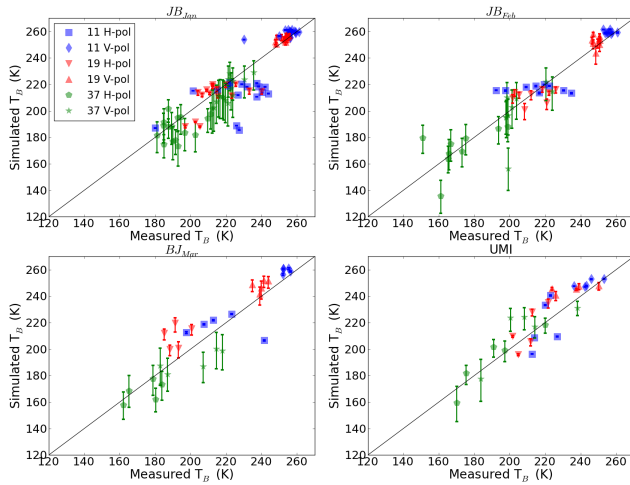 JB_Jan
JB_Feb
Simulated T_B (K)
Simulated T_B (K)
11 H-pol
11 V-pol
19 H-pol
19 V-pol
37 H-pol
37 V-pol
260
240
220
200
180
160
140
120
260
240
220
200
180
160
140
120
120 140 160 180 200 220 240 260
120 140 160 180 200 220 240 260
Measured T_B (K)
Measured T_B (K)
BJ_Mar
UMI
Simulated T_B (K)
Simulated T_B (K)
260
240
220
200
180
160
140
120
260
240
220
200
180
160
140
120
120 140 160 180 200 220 240 260
120 140 160 180 200 220 240 260
Measured T_B (K)
Measured T_B (K)